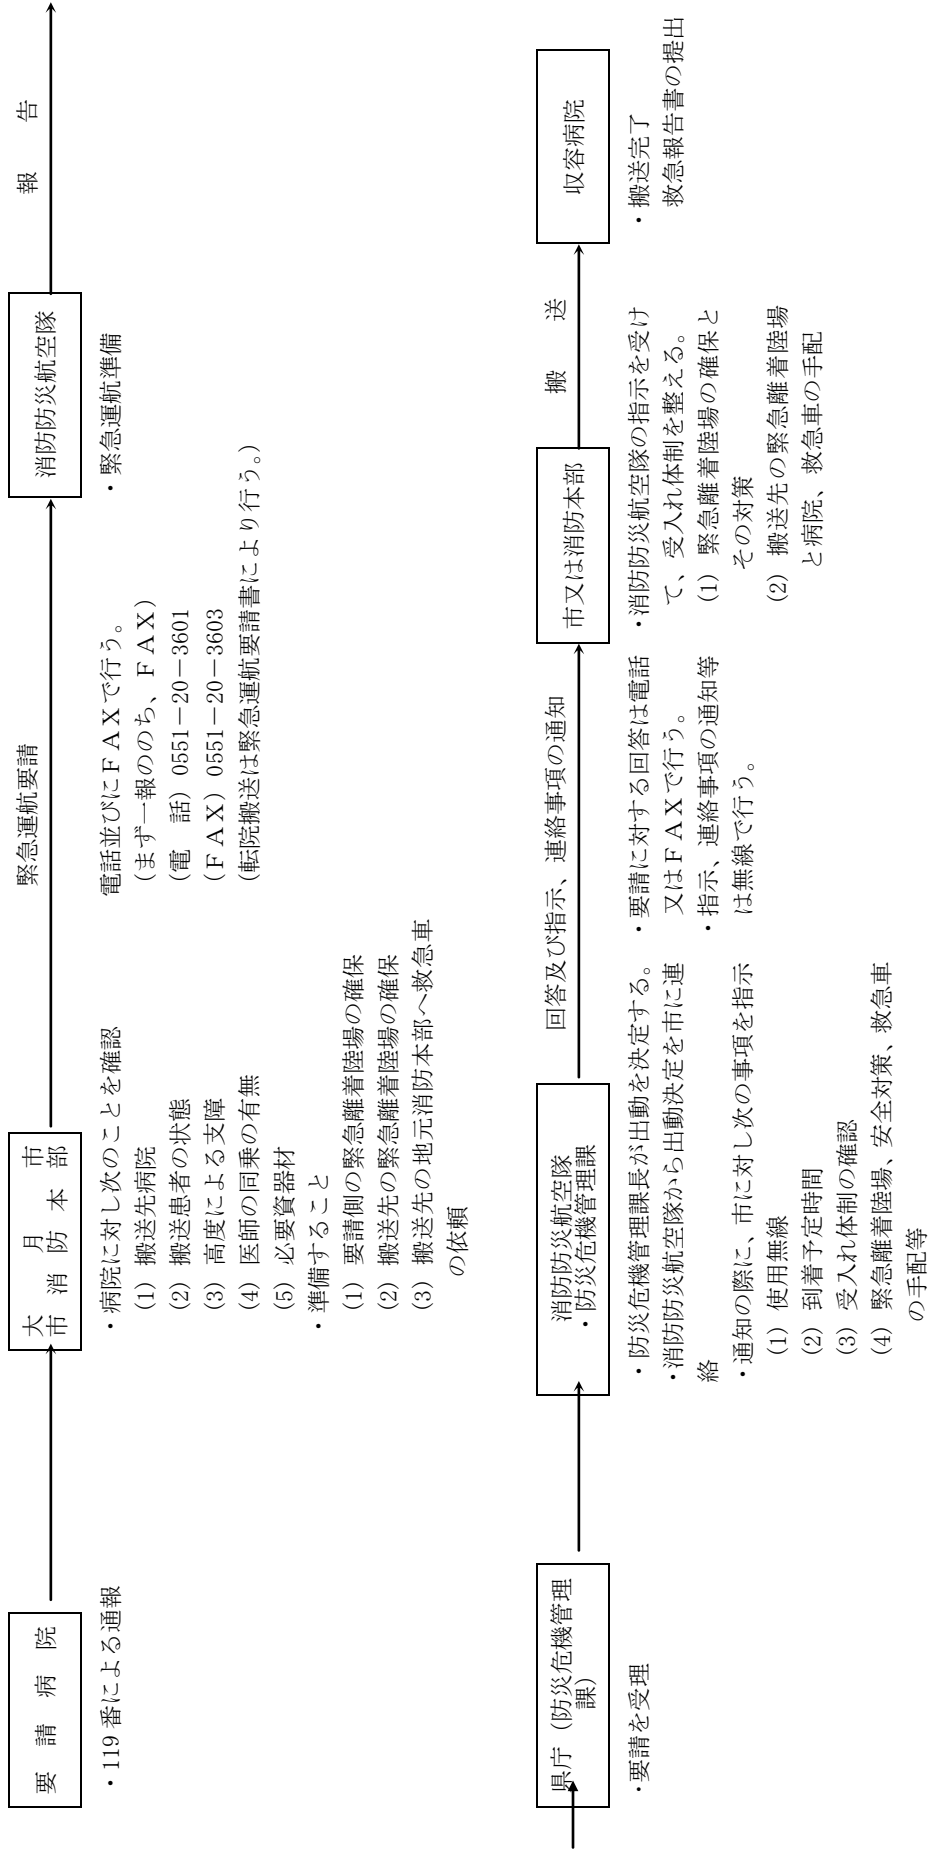 要請病院
・119 番による通報
大月市
市消防本部
・病院に対し次のことを確認
(1) 搬送先病院
(2) 搬送患者の状態
(3) 高度による支障
(4) 医師の同乗の有無
(5) 必要資器材
・準備すること
(1) 要請側の緊急離着陸場の確保
(2) 搬送先の緊急離着陸場の確保
(3) 搬送先の地元消防本部へ救急車
の依頼
緊急運航要請
電話並びにＦＡＸで行う。
(まず一報ののち、ＦＡＸ)
(電　話) 0551－20－3601
(ＦＡＸ) 0551－20－3603
(転院搬送は緊急運航要請書により行う。)
消防防災航空隊
・緊急運航準備
報　告
県庁（防災危機管理
課）
・要請を受理
消防防災航空隊
・防災危機管理課
・防災危機管理課長が出動を決定する。
・消防防災航空隊から出動決定を市に連
絡
・通知の際に、市に対し次の事項を指示
(1) 使用無線
(2) 到着予定時間
(3) 受入れ体制の確認
(4) 緊急離着陸場、安全対策、救急車
の手配等
回答及び指示、連絡事項の通知
・要請に対する回答は電話
又はＦＡＸで行う。
・指示、連絡事項の通知等
は無線で行う。
市又は消防本部
・消防防災航空隊の指示を受け
て、受入れ体制を整える。
(1) 緊急離着陸場の確保と
その対策
(2) 搬送先の緊急離着陸場
と病院、救急車の手配
搬　送
収容病院
・搬送完了
救急報告書の提出